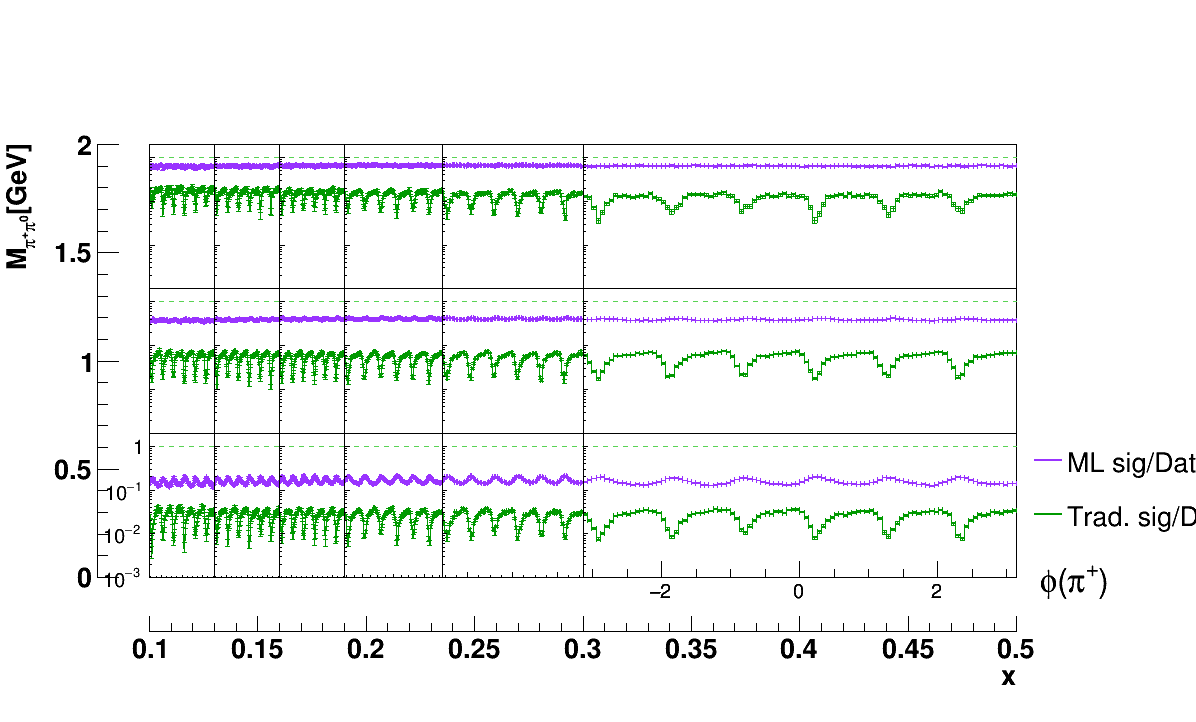 M_{π⁺π⁰}[GeV]
2
1.5
1
0.5
0
1
10⁻¹
10⁻²
10⁻³
ML sig/Dat
Trad. sig/D
−2 0 2
ϕ(π⁺)
0.1 0.15 0.2 0.25 0.3 0.35 0.4 0.45 0.5
x